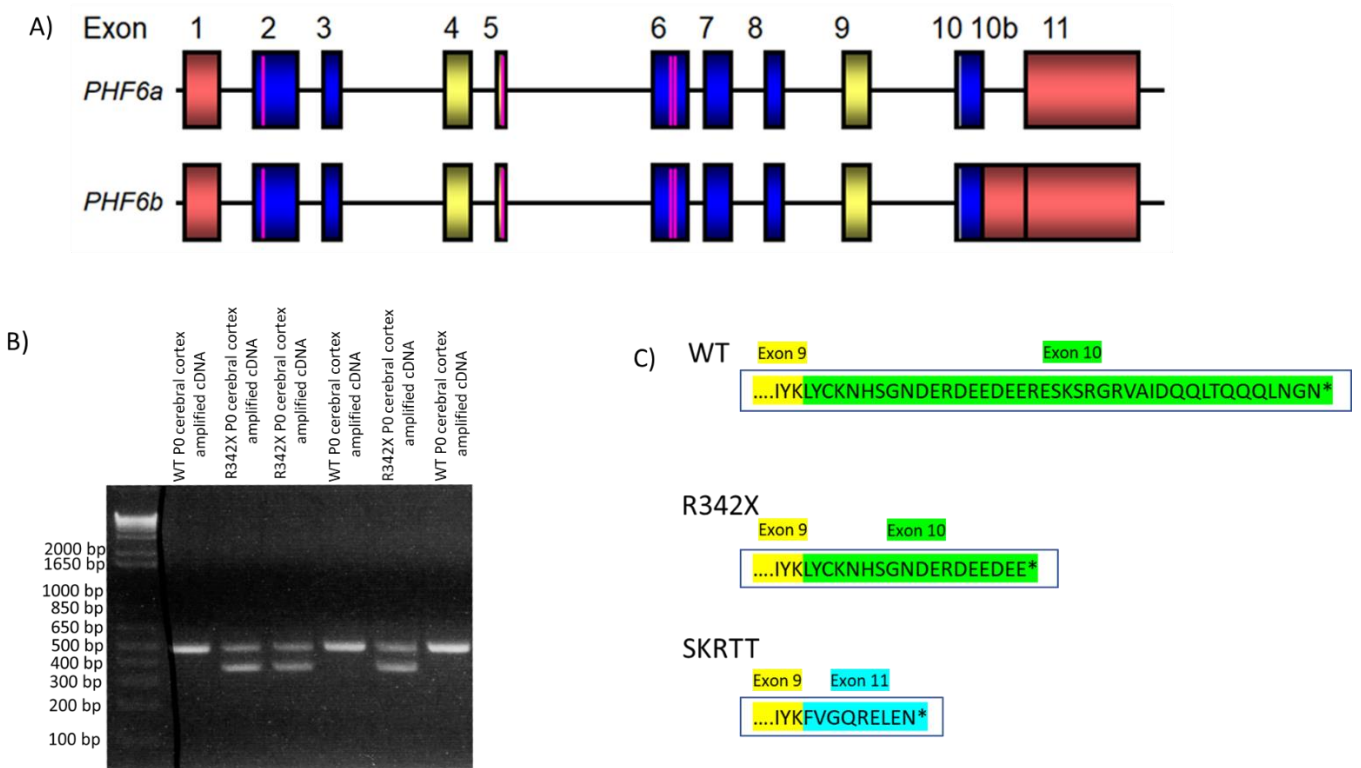 A)
Exon 1 2 3 4 5 6 7 8 9 10 10b 11
PHF6a
PHF6b
B)
WT P0 cerebral cortex
amplified cDNA
R342X P0 cerebral cortex
amplified cDNA
R342X P0 cerebral cortex
amplified cDNA
WT P0 cerebral cortex
amplified cDNA
R342X P0 cerebral cortex
amplified cDNA
WT P0 cerebral cortex
amplified cDNA
2000 bp
1650 bp
1000 bp
850 bp
650 bp
500 bp
400 bp
300 bp
200 bp
100 bp
C)
WT
Exon 9 Exon 10
....IYKLYCKNHSGNDERDEEDEERESKSRGRVAIDQQLTQQQLNGN*
R342X
Exon 9 Exon 10
....IYKLYCKNHSGNDERDEEDEE*
SKRTT
Exon 9 Exon 11
....IYKFVGQRELEN*